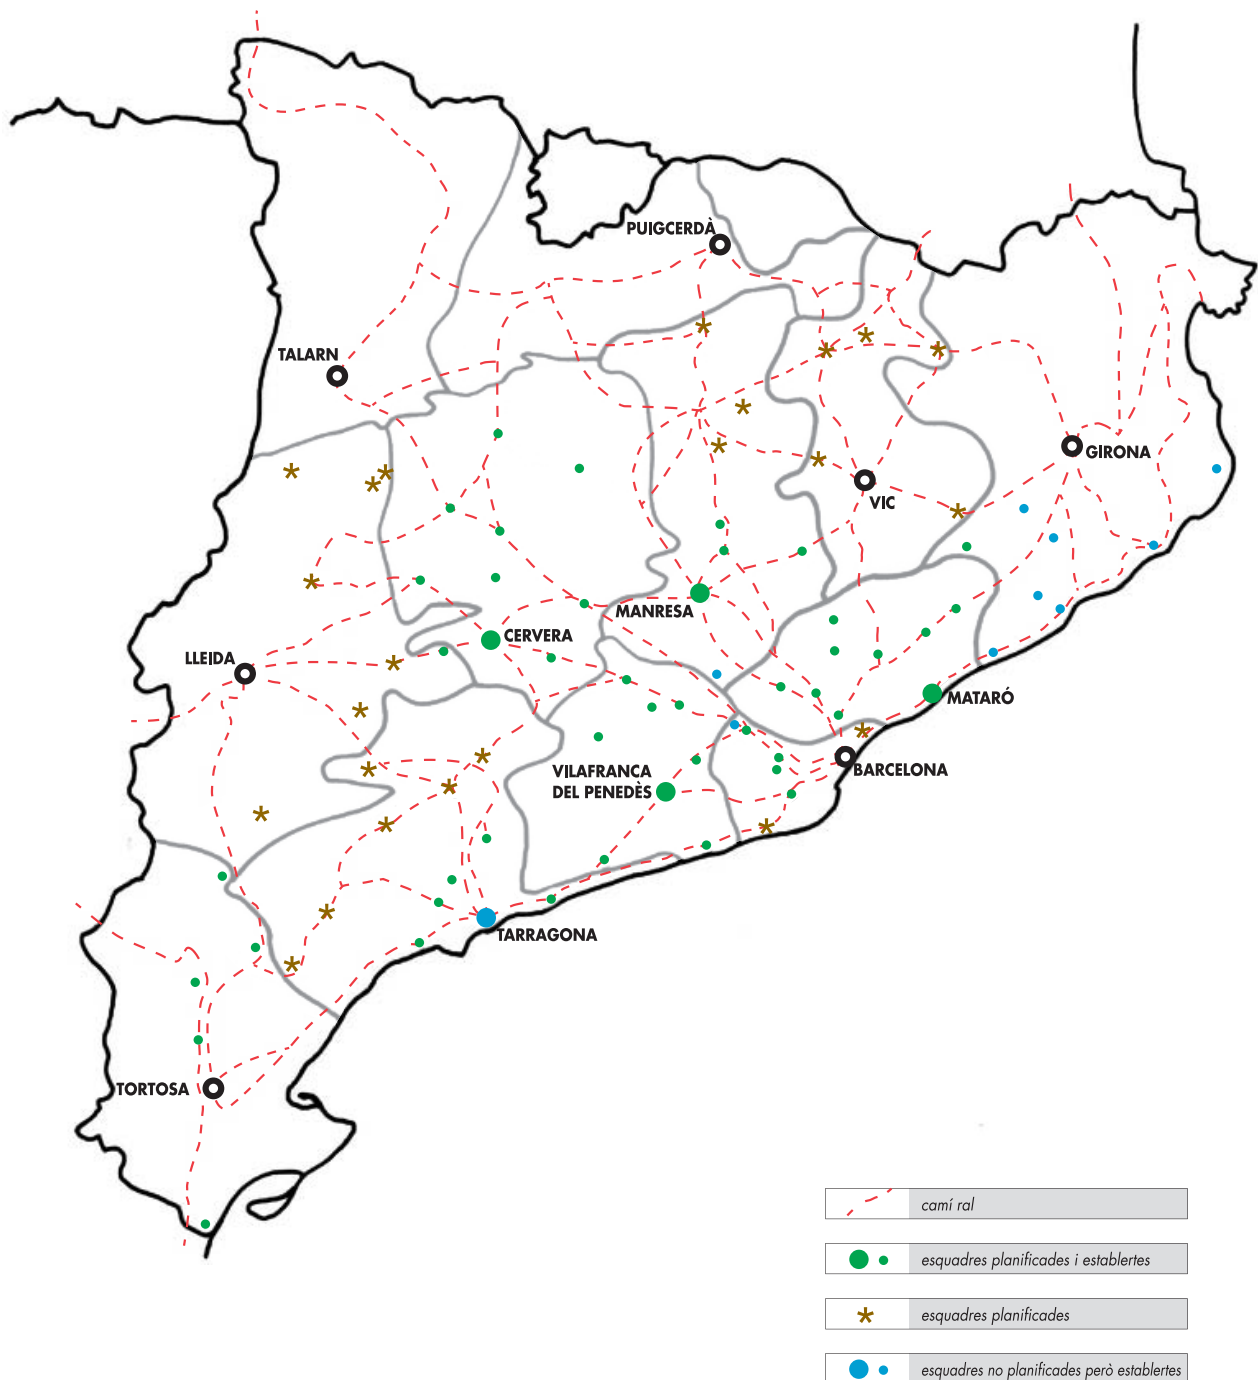 PUIGCERDÀ
TALARN
GIRONA
VIC
MANRESA
CERVERA
LLEIDA
MATARÓ
BARCELONA
VILAFRANCA
DEL PENEDÈS
TARRAGONA
TORTOSA
camí ral
esquadres planificades i establertes
esquadres planificades
esquadres no planificades però establertes